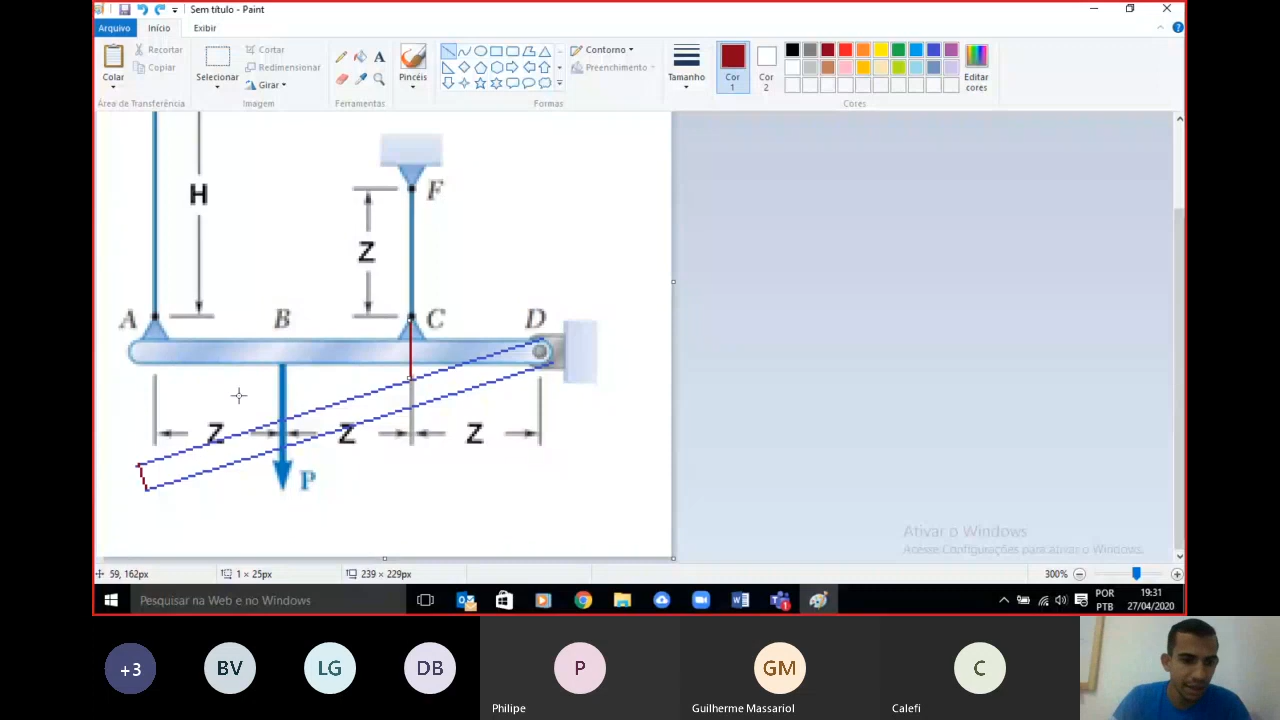 Sem título - Paint
Arquivo Início Exibir
Colar
Recortar
Copiar
Área de Transferência
Selecionar
Cortar
Redimensionar
Girar
Imagem
A
Ferramentas
Pincéis
Contorno
Preenchimento
Formas
Tamanho
Cor
1
Cor
2
Editar
cores
Cores
H
F
Z
A B C D
Z Z Z
P
Ativar o Windows
Acesse Configurações para ativar o Windows.
59, 162px 1 × 25px 239 × 229px 300%
Pesquisar na Web e no Windows
1
POR
PTB
19:31
27/04/2020
+3 BV LG DB P GM C
Philipe Guilherme Massariol Calefi